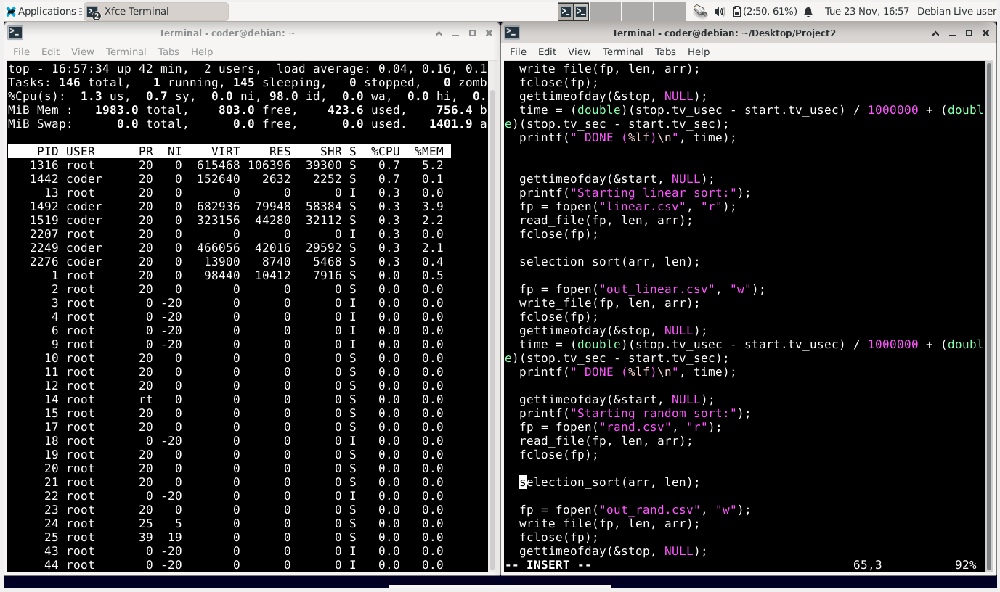 Applications Xfce Terminal (2:50, 61%) Tue 23 Nov, 16:57 Debian Live user
2
Terminal - coder@debian: ~
File Edit View Terminal Tabs Help
top - 16:57:34 up 42 min,  2 users,  load average: 0.04, 0.16, 0.1
Tasks: 146 total,   1 running, 145 sleeping,   0 stopped,   0 zomb
%Cpu(s):  1.3 us,  0.7 sy,  0.0 ni, 98.0 id,  0.0 wa,  0.0 hi,  0.
MiB Mem :   1983.0 total,    803.0 free,    423.6 used,    756.4 b
MiB Swap:      0.0 total,      0.0 free,      0.0 used.   1401.9 a
PID USER      PR  NI    VIRT    RES    SHR S  %CPU  %MEM
1316 root      20   0  615468 106396  39300 S   0.7   5.2
1442 coder     20   0  152640   2632   2252 S   0.7   0.1
13 root      20   0       0      0      0 I   0.3   0.0
1492 coder     20   0  682936  79948  58384 S   0.3   3.9
1519 coder     20   0  323156  44280  32112 S   0.3   2.2
2207 root      20   0       0      0      0 I   0.3   0.0
2249 coder     20   0  466056  42016  29592 S   0.3   2.1
2276 coder     20   0   13900   8740   5468 S   0.3   0.4
1 root      20   0   98440  10412   7916 S   0.0   0.5
2 root      20   0       0      0      0 S   0.0   0.0
3 root       0 -20       0      0      0 I   0.0   0.0
4 root       0 -20       0      0      0 I   0.0   0.0
6 root       0 -20       0      0      0 I   0.0   0.0
9 root       0 -20       0      0      0 I   0.0   0.0
10 root      20   0       0      0      0 S   0.0   0.0
11 root      20   0       0      0      0 S   0.0   0.0
12 root      20   0       0      0      0 S   0.0   0.0
14 root      rt   0       0      0      0 S   0.0   0.0
15 root      20   0       0      0      0 S   0.0   0.0
17 root      20   0       0      0      0 S   0.0   0.0
18 root       0 -20       0      0      0 I   0.0   0.0
19 root      20   0       0      0      0 S   0.0   0.0
20 root      20   0       0      0      0 S   0.0   0.0
21 root      20   0       0      0      0 S   0.0   0.0
22 root       0 -20       0      0      0 I   0.0   0.0
23 root      20   0       0      0      0 S   0.0   0.0
24 root      25   5       0      0      0 S   0.0   0.0
25 root      39  19       0      0      0 S   0.0   0.0
43 root       0 -20       0      0      0 I   0.0   0.0
44 root       0 -20       0      0      0 I   0.0   0.0
Terminal - coder@debian: ~/Desktop/Project2
File Edit View Terminal Tabs Help
write_file(fp, len, arr);
fclose(fp);
gettimeofday(&stop, NULL);
time = (double)(stop.tv_usec - start.tv_usec) / 1000000 + (doubl
e)(stop.tv_sec - start.tv_sec);
printf(" DONE (%lf)\n", time);
gettimeofday(&start, NULL);
printf("Starting linear sort:");
fp = fopen("linear.csv", "r");
read_file(fp, len, arr);
fclose(fp);
selection_sort(arr, len);
fp = fopen("out_linear.csv", "w");
write_file(fp, len, arr);
fclose(fp);
gettimeofday(&stop, NULL);
time = (double)(stop.tv_usec - start.tv_usec) / 1000000 + (doubl
e)(stop.tv_sec - start.tv_sec);
printf(" DONE (%lf)\n", time);
gettimeofday(&start, NULL);
printf("Starting random sort:");
fp = fopen("rand.csv", "r");
read_file(fp, len, arr);
fclose(fp);
selection_sort(arr, len);
fp = fopen("out_rand.csv", "w");
write_file(fp, len, arr);
fclose(fp);
gettimeofday(&stop, NULL);
-- INSERT -- 65,3 92%